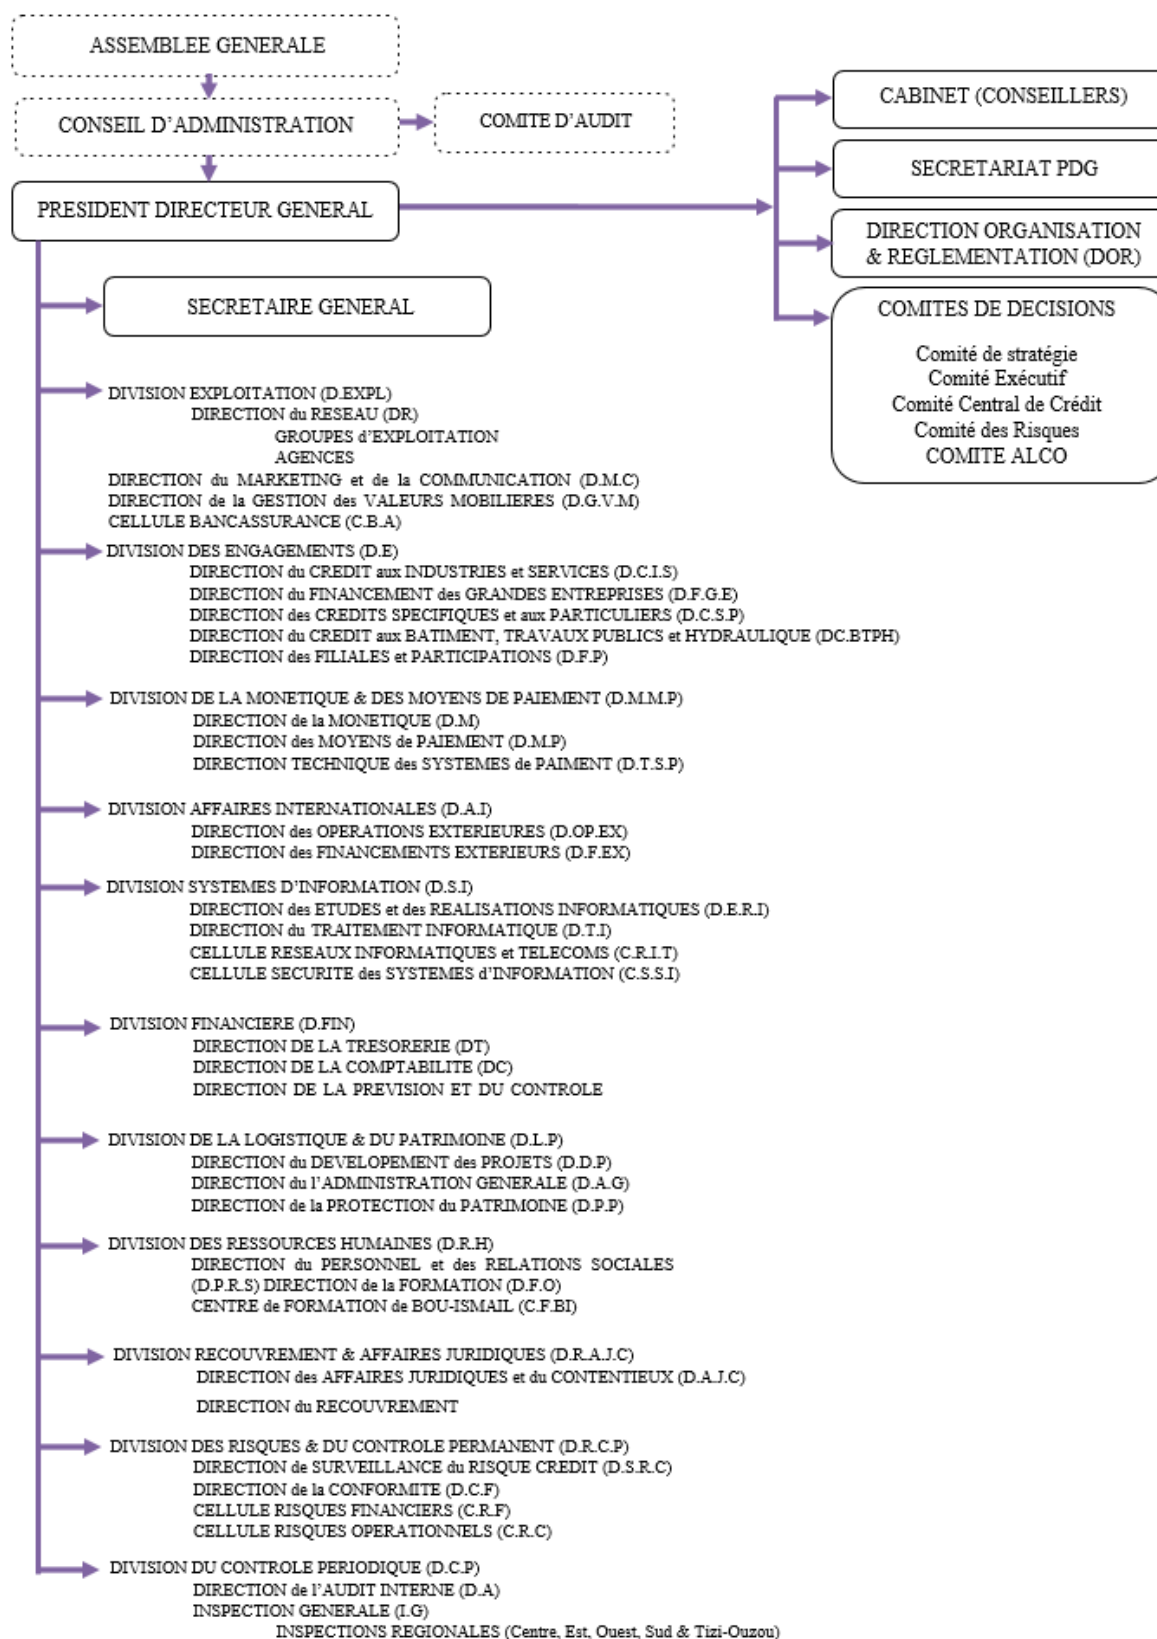 ASSEMBLEE GENERALE
CONSEIL D'ADMINISTRATION
COMITE D'AUDIT
PRESIDENT DIRECTEUR GENERAL
CABINET (CONSEILLERS)
SECRETARIAT PDG
DIRECTION ORGANISATION
& REGLEMENTATION (DOR)
COMITES DE DECISIONS
Comité de stratégie
Comité Exécutif
Comité Central de Crédit
Comité des Risques
COMITE ALCO
SECRETAIRE GENERAL
DIVISION EXPLOITATION (D.EXPL)
DIRECTION du RESEAU (DR)
GROUPES d'EXPLOITATION
AGENCES
DIRECTION du MARKETING et de la COMMUNICATION (D.M.C)
DIRECTION de la GESTION des VALEURS MOBILIERES (D.G.V.M)
CELLULE BANCASSURANCE (C.B.A)
DIVISION DES ENGAGEMENTS (D.E)
DIRECTION du CREDIT aux INDUSTRIES et SERVICES (D.C.I.S)
DIRECTION du FINANCEMENT des GRANDES ENTREPRISES (D.F.G.E)
DIRECTION des CREDITS SPECIFIQUES et aux PARTICULIERS (D.C.S.P)
DIRECTION du CREDIT aux BATIMENT, TRAVAUX PUBLICS et HYDRAULIQUE (DC.BTPH)
DIRECTION des FILIALES et PARTICIPATIONS (D.F.P)
DIVISION DE LA MONETIQUE & DES MOYENS DE PAIEMENT (D.M.M.P)
DIRECTION de la MONETIQUE (D.M)
DIRECTION des MOYENS de PAIEMENT (D.M.P)
DIRECTION TECHNIQUE des SYSTEMES de PAIMENT (D.T.S.P)
DIVISION AFFAIRES INTERNATIONALES (D.A.I)
DIRECTION des OPERATIONS EXTERIEURES (D.OP.EX)
DIRECTION des FINANCEMENTS EXTERIEURS (D.F.EX)
DIVISION SYSTEMES D'INFORMATION (D.S.I)
DIRECTION des ETUDES et des REALISATIONS INFORMATIQUES (D.E.R.I)
DIRECTION du TRAITEMENT INFORMATIQUE (D.T.I)
CELLULE RESEAUX INFORMATIQUES et TELECOMS (C.R.I.T)
CELLULE SECURITE des SYSTEMES d'INFORMATION (C.S.S.I)
DIVISION FINANCIERE (D.FIN)
DIRECTION DE LA TRESORERIE (DT)
DIRECTION DE LA COMPTABILITE (DC)
DIRECTION DE LA PREVISION ET DU CONTROLE
DIVISION DE LA LOGISTIQUE & DU PATRIMOINE (D.L.P)
DIRECTION du DEVELOPEMENT des PROJETS (D.D.P)
DIRECTION du l'ADMINISTRATION GENERALE (D.A.G)
DIRECTION de la PROTECTION du PATRIMOINE (D.P.P)
DIVISION DES RESSOURCES HUMAINES (D.R.H)
DIRECTION du PERSONNEL et des RELATIONS SOCIALES
(D.P.R.S) DIRECTION de la FORMATION (D.F.O)
CENTRE de FORMATION de BOU-ISMAIL (C.F.BI)
DIVISION RECOUVREMENT & AFFAIRES JURIDIQUES (D.R.A.J.C)
DIRECTION des AFFAIRES JURIDIQUES et du CONTENTIEUX (D.A.J.C)
DIRECTION du RECOUVREMENT
DIVISION DES RISQUES & DU CONTROLE PERMANENT (D.R.C.P)
DIRECTION de SURVEILLANCE du RISQUE CREDIT (D.S.R.C)
DIRECTION de la CONFORMITE (D.C.F)
CELLULE RISQUES FINANCIERS (C.R.F)
CELLULE RISQUES OPERATIONNELS (C.R.C)
DIVISION DU CONTROLE PERIODIQUE (D.C.P)
DIRECTION de l'AUDIT INTERNE (D.A)
INSPECTION GENERALE (I.G)
INSPECTIONS REGIONALES (Centre, Est, Ouest, Sud & Tizi-Ouzou)